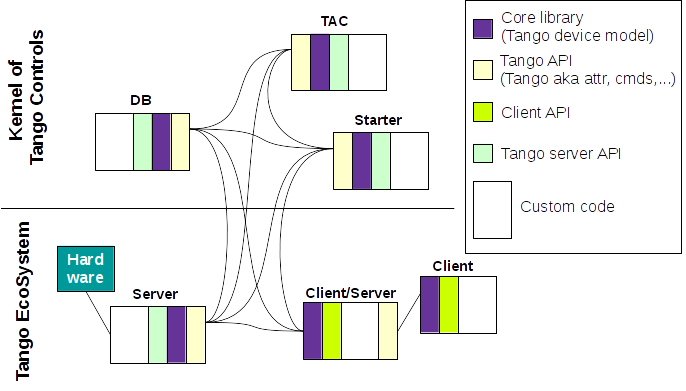 TAC
Kernel of
Tango Controls
DB
Starter
Core library
(Tango device model)
Tango API
(Tango aka attr, cmds,...)
Client API
Tango server API
Custom code
Tango EcoSystem
Hard
ware
Server
Client/Server
Client